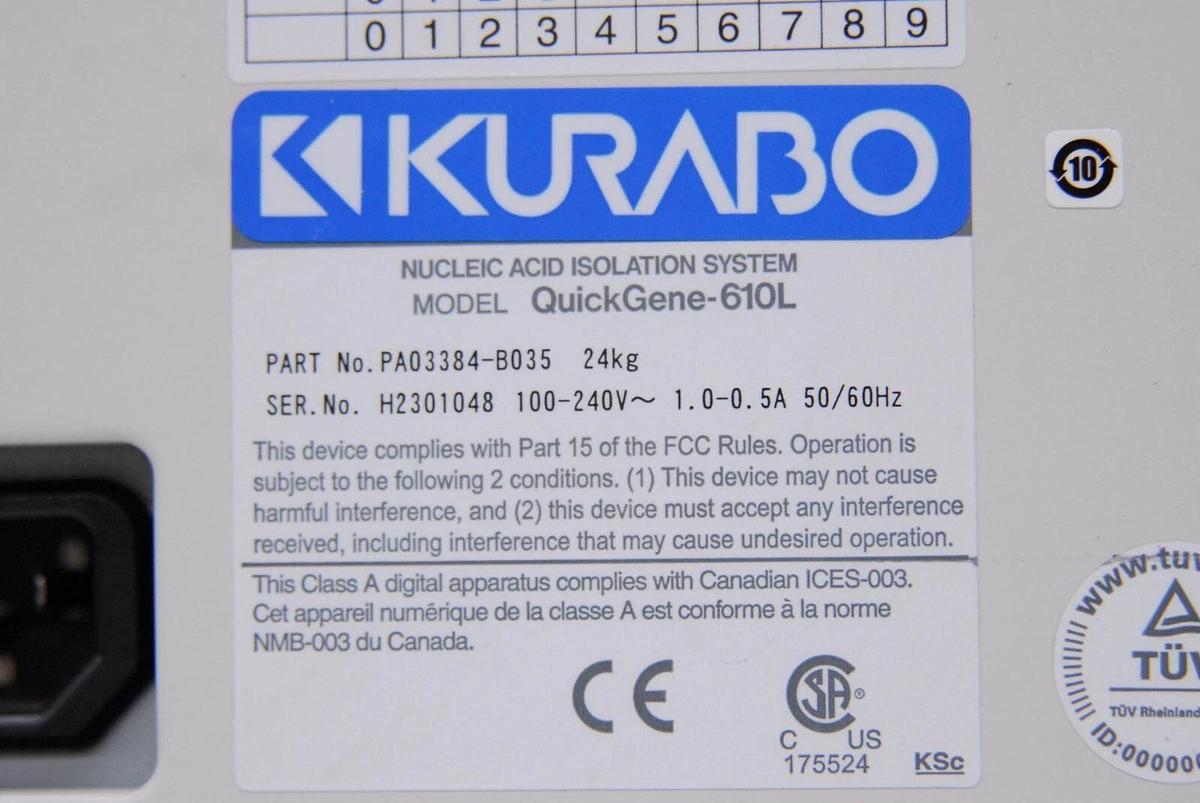 0 1 2 3 4 5 6 7 8 9
KURABO
10
NUCLEIC ACID ISOLATION SYSTEM
MODEL QuickGene-610L
PART No. PA03384-B035 24kg
SER.No. H2301048 100-240V～ 1.0-0.5A 50/60Hz
This device complies with Part 15 of the FCC Rules. Operation is
subject to the following 2 conditions. (1) This device may not cause
harmful interference, and (2) this device must accept any interference
received, including interference that may cause undesired operation.
This Class A digital apparatus complies with Canadian ICES-003.
Cet appareil numérique de la classe A est conforme à la norme
NMB-003 du Canada.
CE
SA®
C US
175524
KSc
www.tuv
TÜV
TÜV Rheinland
ID:000000